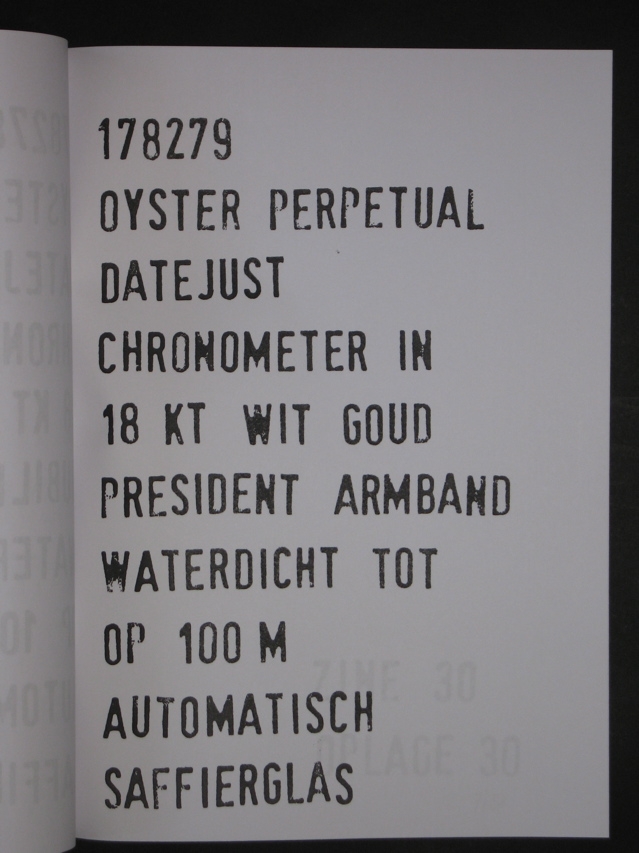 178279
OYSTER PERPETUAL
DATEJUST
CHRONOMETER IN
18 KT WIT GOUD
PRESIDENT ARMBAND
WATERDICHT TOT
OP 100 M
AUTOMATISCH
SAFFIERGLAS
ZINE 30
OPLAGE 30